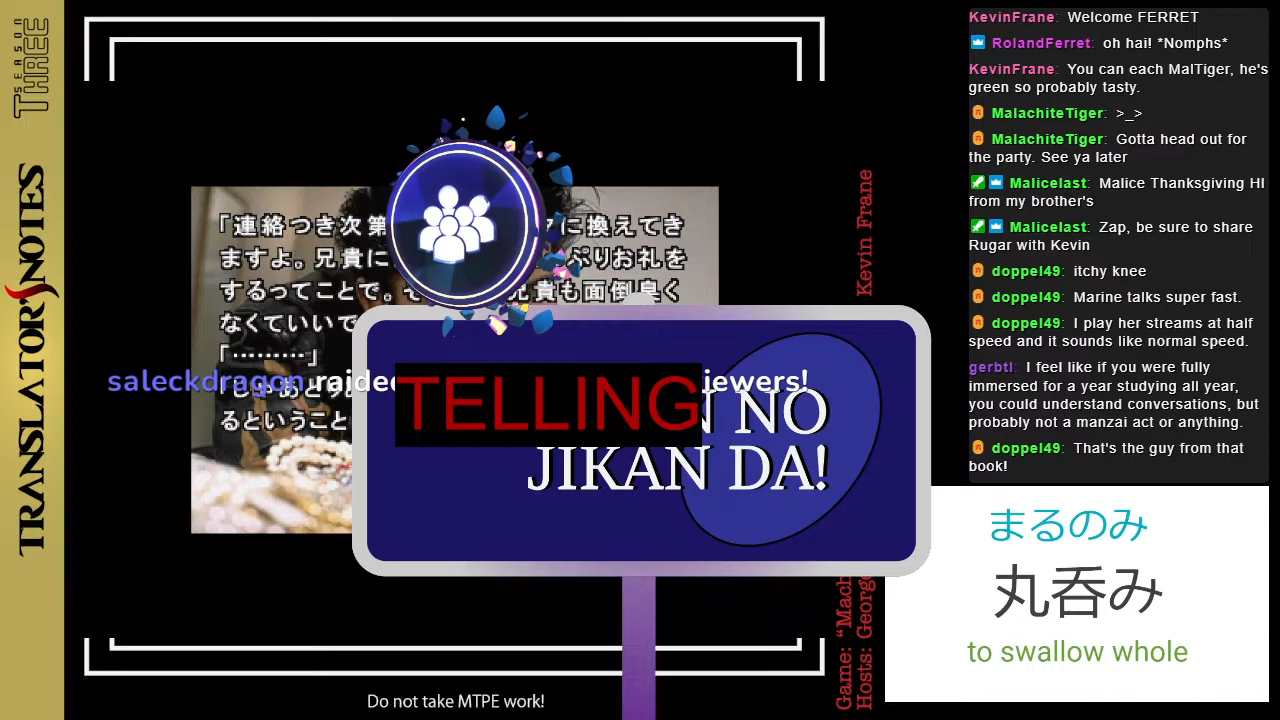 SEASON
THREE
TRANSLATOR'S NOTES
「連絡つき次第
に換えてき
ますよ。兄貴に
ぷりお礼を
するってことで。
兄貴も面倒臭く
なくていいで
「………」
るということ
saleckdragon raided
iewers!
TELLING
N NO
JIKAN DA!
Do not take MTPE work!
Game: "Mach
Hosts: George
Kevin Frane
KevinFrane: Welcome FERRET
RolandFerret: oh hai! *Nomphs*
KevinFrane: You can each MalTiger, he's
green so probably tasty.
MalachiteTiger: >_>
MalachiteTiger: Gotta head out for
the party. See ya later
Malicelast: Malice Thanksgiving HI
from my brother's
Malicelast: Zap, be sure to share
Rugar with Kevin
doppel49: itchy knee
doppel49: Marine talks super fast.
doppel49: I play her streams at half
speed and it sounds like normal speed.
gerbtl: I feel like if you were fully
immersed for a year studying all year,
you could understand conversations, but
probably not a manzai act or anything.
doppel49: That's the guy from that
book!
まるのみ
丸呑み
to swallow whole